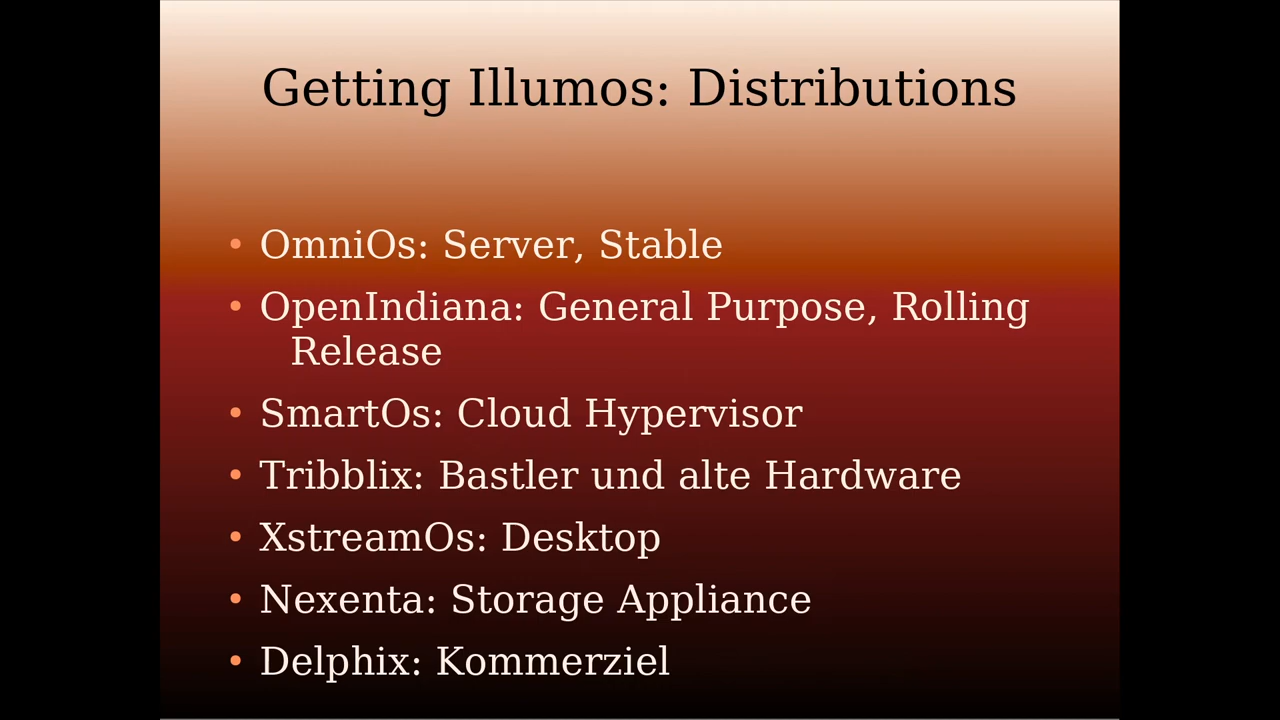 Getting Illumos: Distributions
• OmniOs: Server, Stable
• OpenIndiana: General Purpose, Rolling
Release
• SmartOs: Cloud Hypervisor
• Tribblix: Bastler und alte Hardware
• XstreamOs: Desktop
• Nexenta: Storage Appliance
• Delphix: Kommerziel